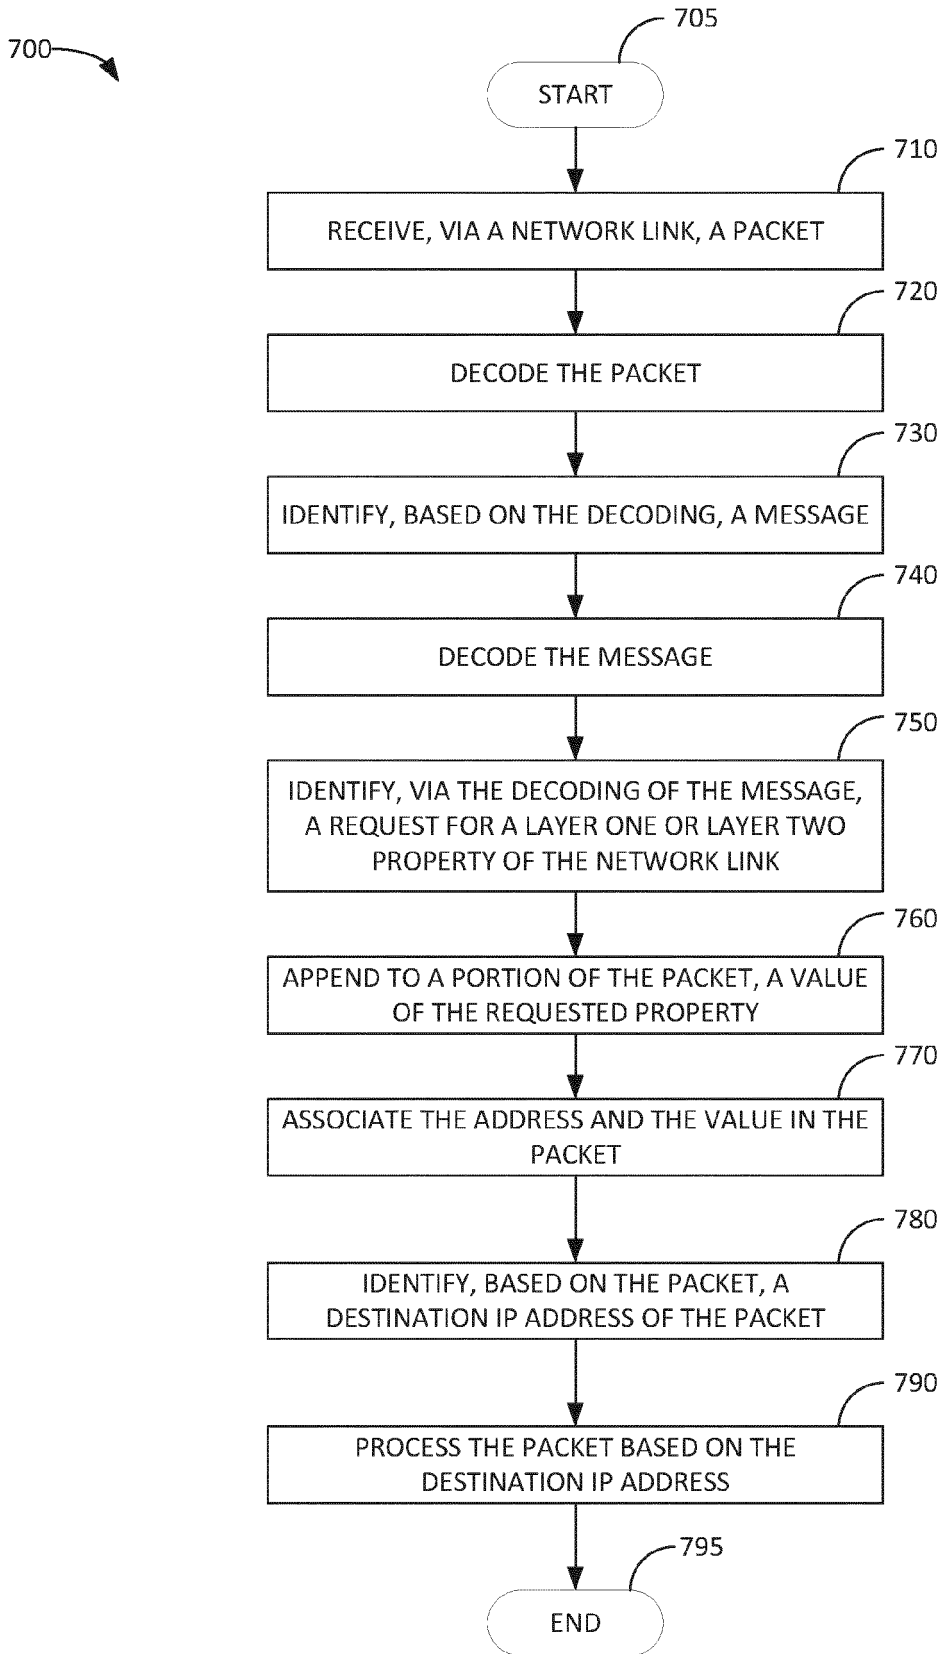 700
705
START
710
RECEIVE, VIA A NETWORK LINK, A PACKET
720
DECODE THE PACKET
730
IDENTIFY, BASED ON THE DECODING, A MESSAGE
740
DECODE THE MESSAGE
750
IDENTIFY, VIA THE DECODING OF THE MESSAGE,
A REQUEST FOR A LAYER ONE OR LAYER TWO
PROPERTY OF THE NETWORK LINK
760
APPEND TO A PORTION OF THE PACKET, A VALUE
OF THE REQUESTED PROPERTY
770
ASSOCIATE THE ADDRESS AND THE VALUE IN THE
PACKET
780
IDENTIFY, BASED ON THE PACKET, A
DESTINATION IP ADDRESS OF THE PACKET
790
PROCESS THE PACKET BASED ON THE
DESTINATION IP ADDRESS
795
END